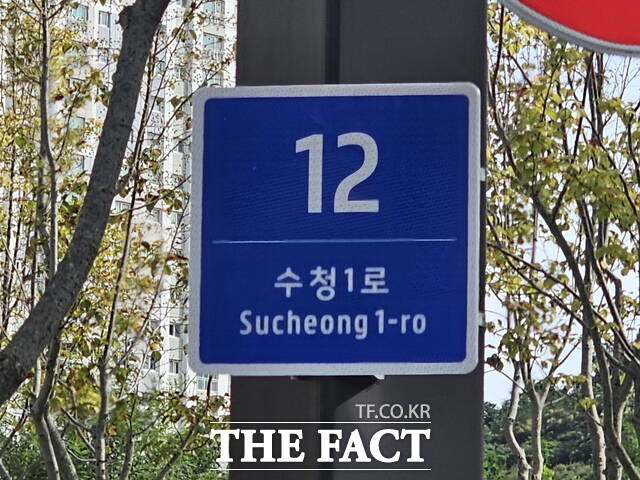 12
수청1로
Sucheong 1-ro
TF.CO.KR
THE FACT